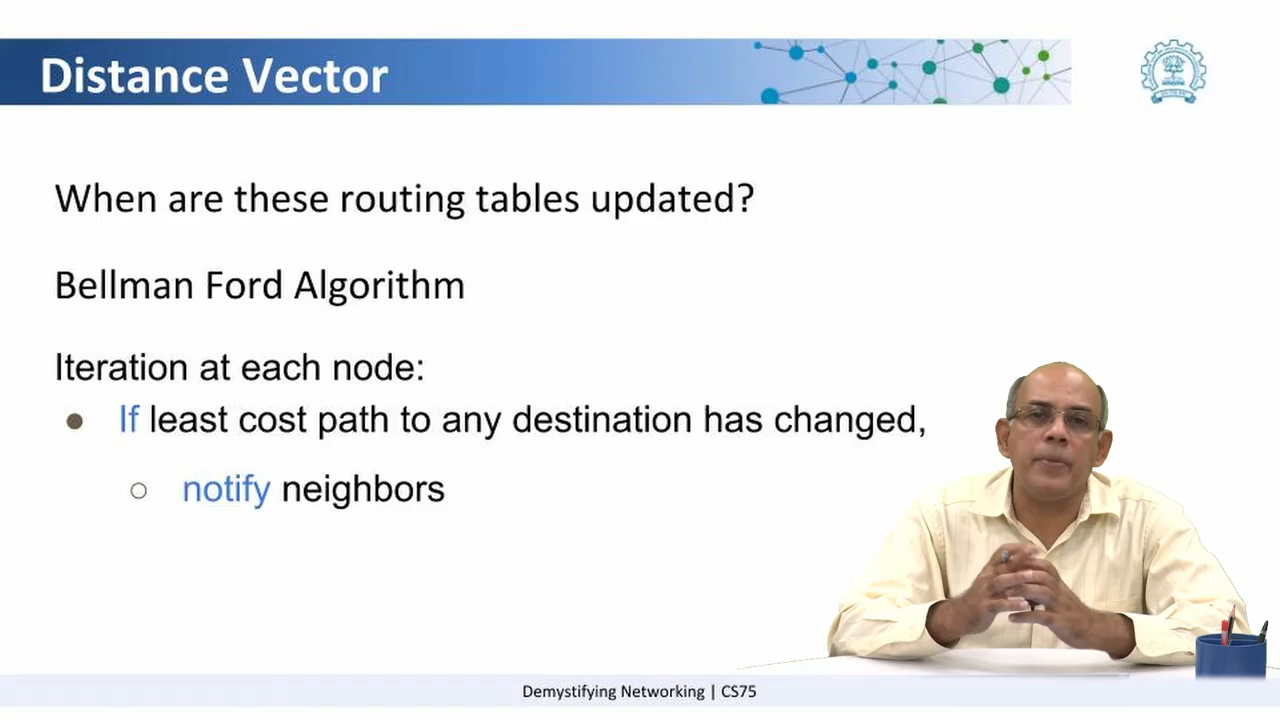 Distance Vector
When are these routing tables updated?
Bellman Ford Algorithm
Iteration at each node:
● If least cost path to any destination has changed,
○ notify neighbors
Demystifying Networking | CS75